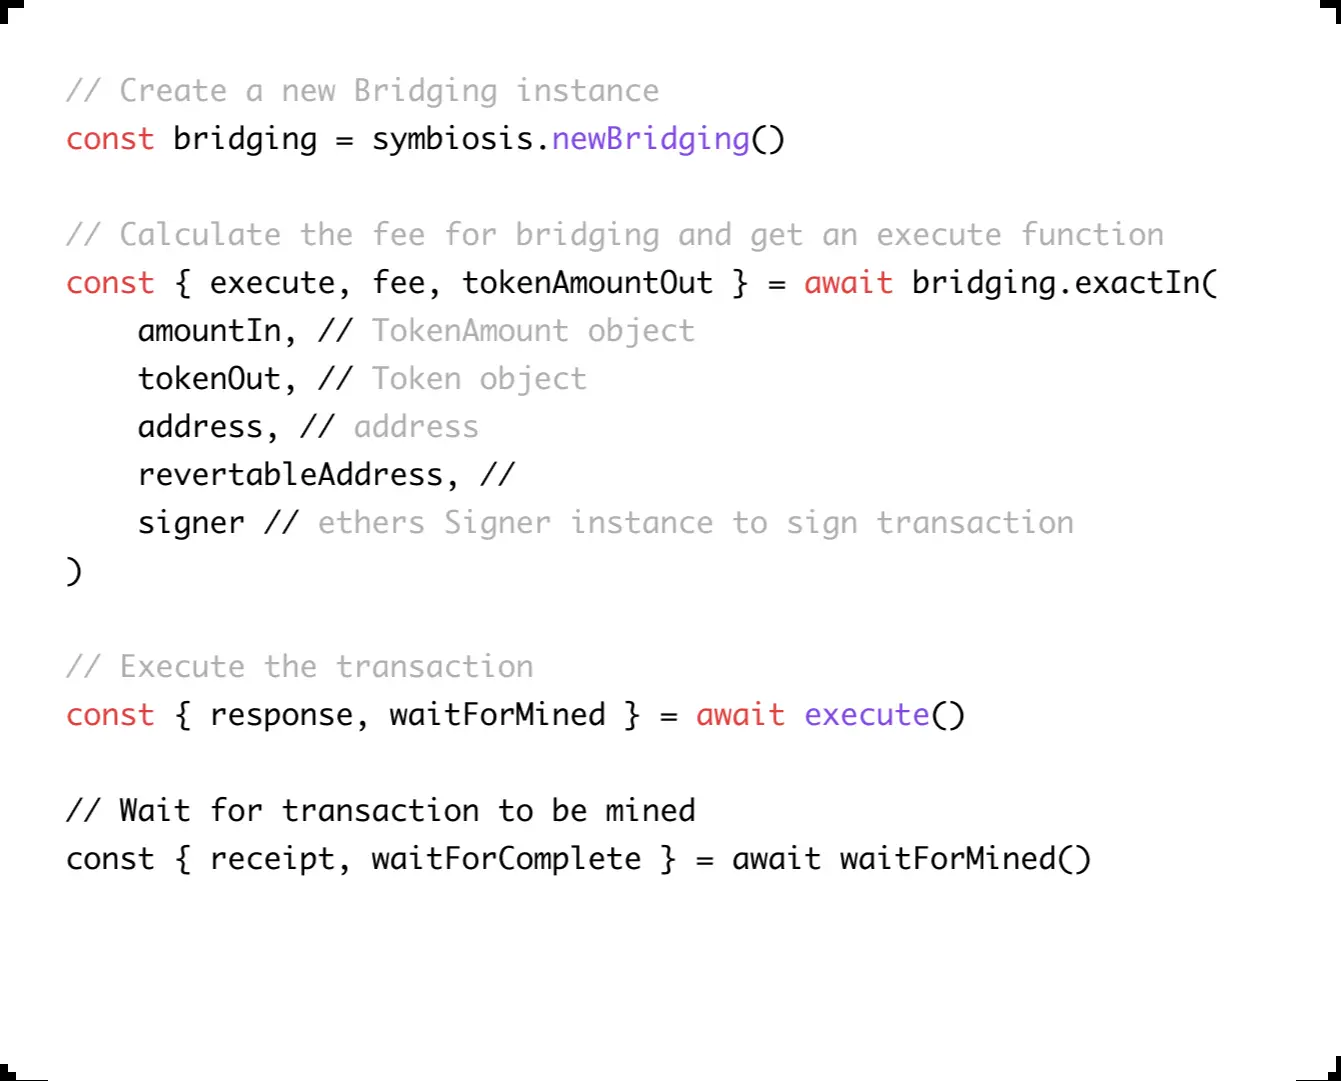 // Create a new Bridging instance
const bridging = symbiosis.newBridging()
// Calculate the fee for bridging and get an execute function
const { execute, fee, tokenAmountOut } = await bridging.exactIn(
    amountIn, // TokenAmount object
    tokenOut, // Token object
    address, // address
    revertableAddress, //
    signer // ethers Signer instance to sign transaction
)
// Execute the transaction
const { response, waitForMined } = await execute()
// Wait for transaction to be mined
const { receipt, waitForComplete } = await waitForMined()